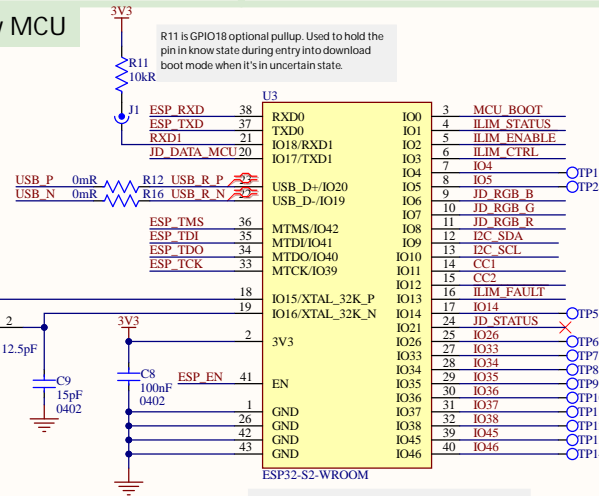 y MCU
3V3
R11 is GPIO18 optional pullup. Used to hold the
pin in know state during entry into download
boot mode when it's in uncertain state.
R11
10kR
J1
U3
ESP_RXD 38 RXD0 IO0 3 MCU_BOOT
ESP_TXD 37 TXD0 IO1 4 ILIM_STATUS
RXD1 21 IO18/RXD1 IO2 5 ILIM_ENABLE
JD_DATA_MCU 20 IO17/TXD1 IO3 6 ILIM_CTRL
IO4 7 IO4 TP1
USB_P 0mR R12 USB_R_P 23 USB_D+/IO20 IO5 8 IO5 TP2
USB_N 0mR R16 USB_R_N USB_D-/IO19 IO6 9 JD_RGB_B
IO7 10 JD_RGB_G
ESP_TMS 36 MTMS/IO42 IO8 11 JD_RGB_R
ESP_TDI 35 MTDI/IO41 IO9 12 I2C_SDA
ESP_TDO 34 MTDO/IO40 IO10 13 I2C_SCL
ESP_TCK 33 MTCK/IO39 IO11 14 CC1
IO12 15 CC2
18 IO15/XTAL_32K_P IO13 16 ILIM_FAULT
19 IO16/XTAL_32K_N IO14 17 IO14 TP5
2 3V3 IO21 24 JD_STATUS
2 3V3 IO26 25 IO26 TP6
12.5pF IO33 27 IO33 TP7
IO34 28 IO34 TP8
C9 C8 ESP_EN 41 EN IO35 29 IO35 TP9
15pF 100nF IO36 30 IO36 TP1
0402 0402 1 GND IO37 31 IO37 TP1
26 GND IO38 32 IO38 TP1
42 GND IO45 39 IO45 TP1
43 GND IO46 40 IO46 TP1
ESP32-S2-WROOM